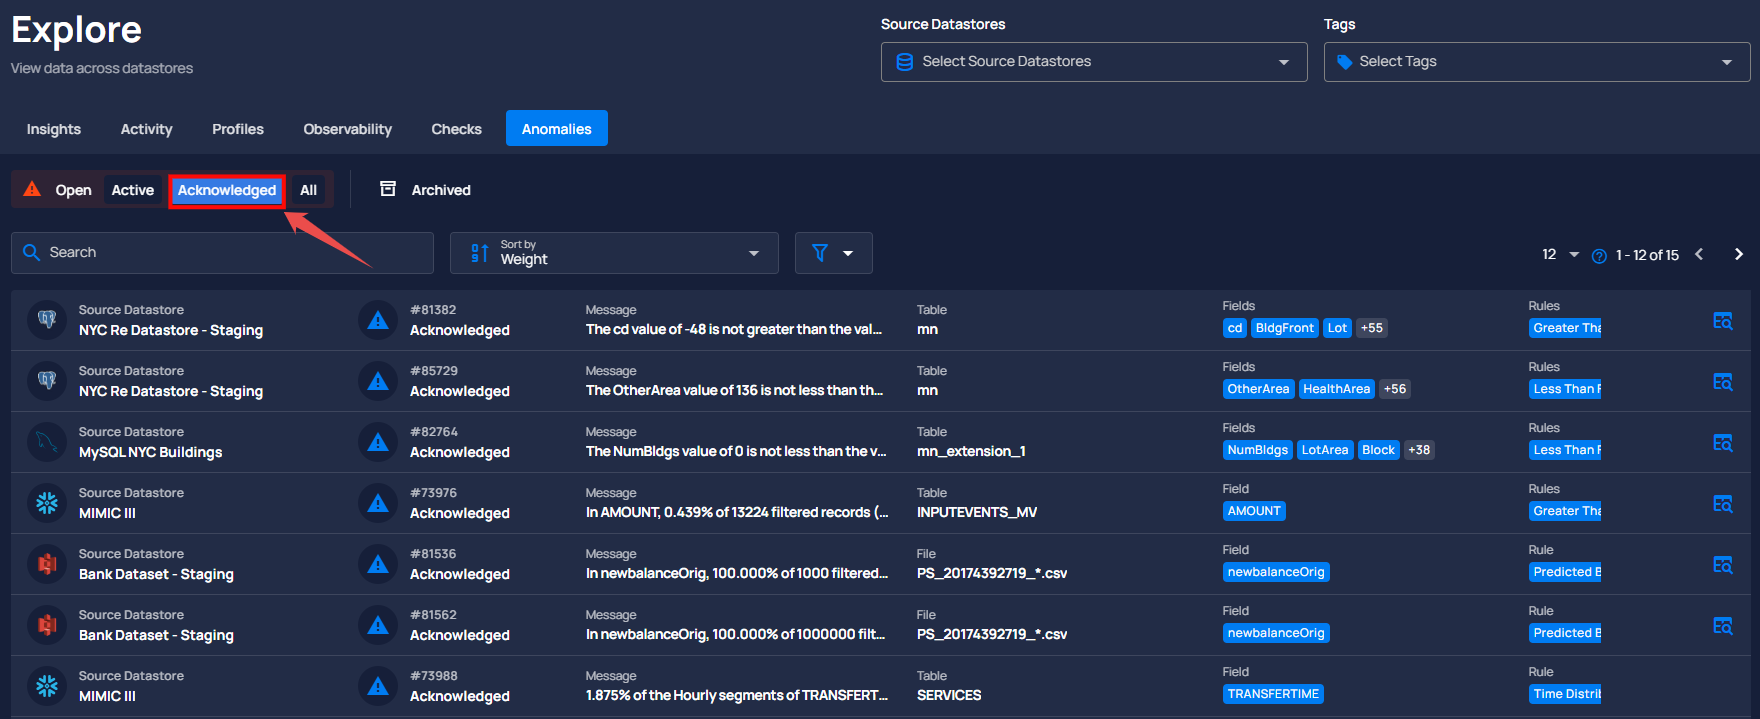 Explore
View data across datastores
Source Datastores
Select Source Datastores
Tags
Select Tags
Insights Activity Profiles Observability Checks Anomalies
Open Active Acknowledged All Archived
Search
Sort by
Weight
12 1 - 12 of 15
Source Datastore #81382 Message Table Fields Rules
NYC Re Datastore - Staging Acknowledged The cd value of -48 is not greater than the val... mn cd BldgFront Lot +55 Greater Tha
Source Datastore #85729 Message Table Fields Rules
NYC Re Datastore - Staging Acknowledged The OtherArea value of 136 is not less than th... mn OtherArea HealthArea +56 Less Than F
Source Datastore #82764 Message Table Fields Rules
MySQL NYC Buildings Acknowledged The NumBldgs value of 0 is not less than the v... mn_extension_1 NumBldgs LotArea Block +38 Less Than F
Source Datastore #73976 Message Table Field Rules
MIMIC III Acknowledged In AMOUNT, 0.439% of 13224 filtered records (... INPUTEVENTS_MV AMOUNT Greater Tha
Source Datastore #81536 Message File Field Rule
Bank Dataset - Staging Acknowledged In newbalanceOrig, 100.000% of 1000 filtered... PS_20174392719_*.csv newbalanceOrig Predicted B
Source Datastore #81562 Message File Field Rule
Bank Dataset - Staging Acknowledged In newbalanceOrig, 100.000% of 1000000 filt... PS_20174392719_*.csv newbalanceOrig Predicted B
Source Datastore #73988 Message Table Field Rule
MIMIC III Acknowledged 1.875% of the Hourly segments of TRANSFERT... SERVICES TRANSFERTIME Time Distrib